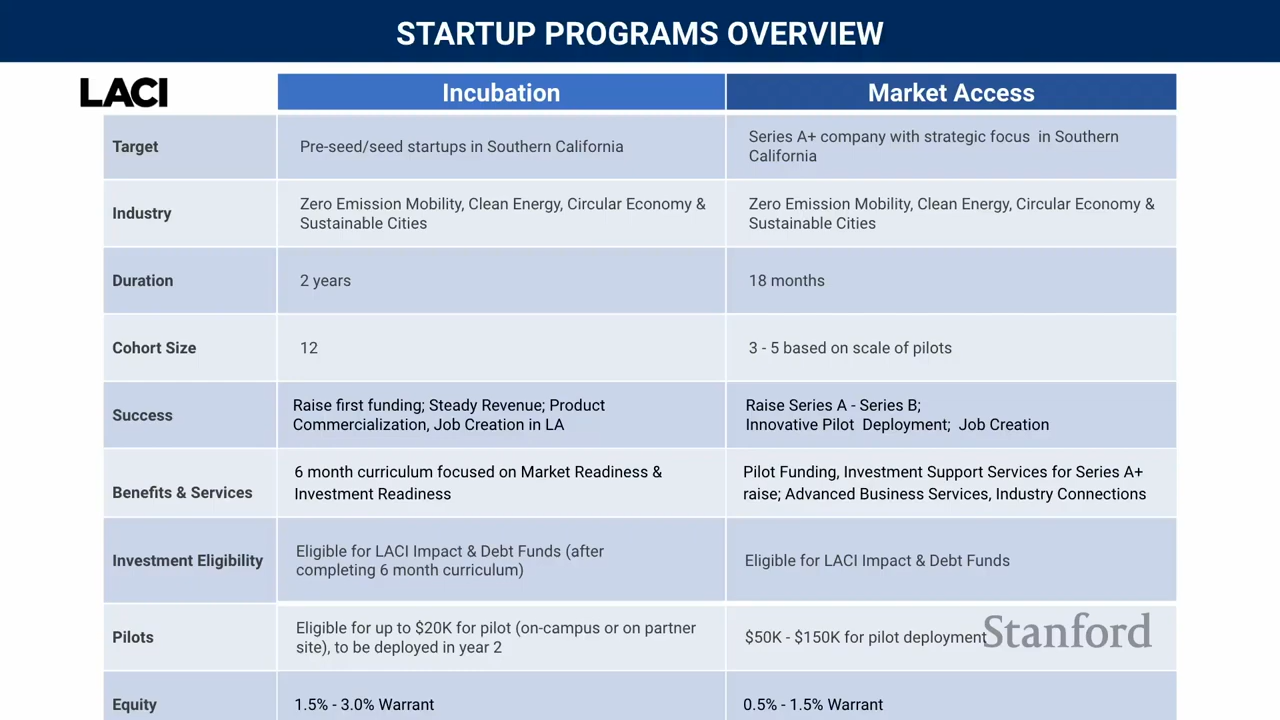 STARTUP PROGRAMS OVERVIEW
LACI
Incubation
Market Access
Target
Pre-seed/seed startups in Southern California
Series A+ company with strategic focus in Southern
California
Industry
Zero Emission Mobility, Clean Energy, Circular Economy &
Sustainable Cities
Zero Emission Mobility, Clean Energy, Circular Economy &
Sustainable Cities
Duration
2 years
18 months
Cohort Size
12
3 - 5 based on scale of pilots
Success
Raise first funding; Steady Revenue; Product
Commercialization, Job Creation in LA
Raise Series A - Series B;
Innovative Pilot Deployment; Job Creation
Benefits & Services
6 month curriculum focused on Market Readiness &
Investment Readiness
Pilot Funding, Investment Support Services for Series A+
raise; Advanced Business Services, Industry Connections
Investment Eligibility
Eligible for LACI Impact & Debt Funds (after
completing 6 month curriculum)
Eligible for LACI Impact & Debt Funds
Pilots
Eligible for up to $20K for pilot (on-campus or on partner
site), to be deployed in year 2
$50K - $150K for pilot deployment
Stanford
Equity
1.5% - 3.0% Warrant
0.5% - 1.5% Warrant